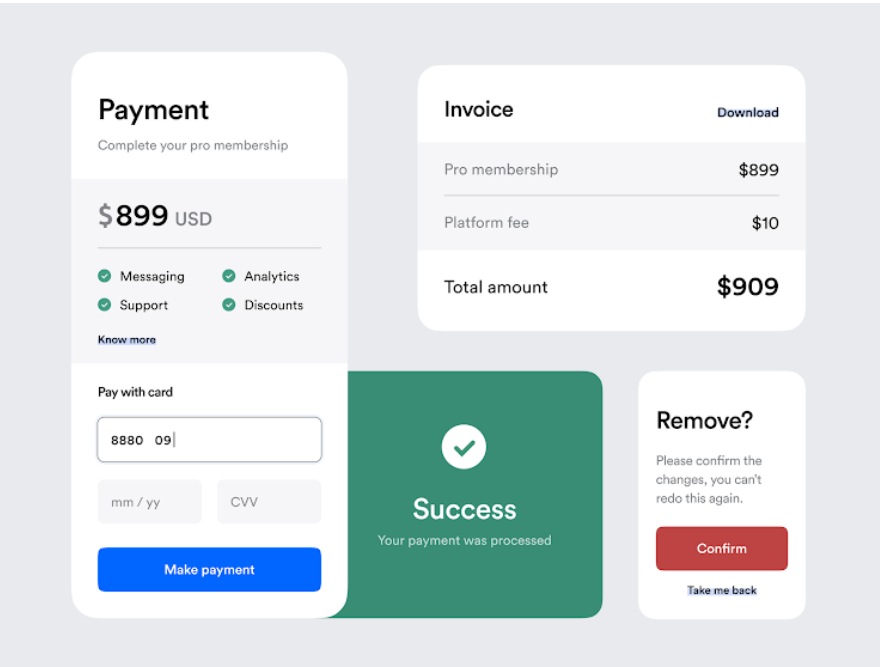 Payment
Complete your pro membership
$899 USD
Messaging
Analytics
Support
Discounts
Know more
Pay with card
8880 09
mm / yy
CVV
Make payment
Invoice
Download
Pro membership
$899
Platform fee
$10
Total amount
$909
Success
Your payment was processed
Remove?
Please confirm the
changes, you can't
redo this again.
Confirm
Take me back